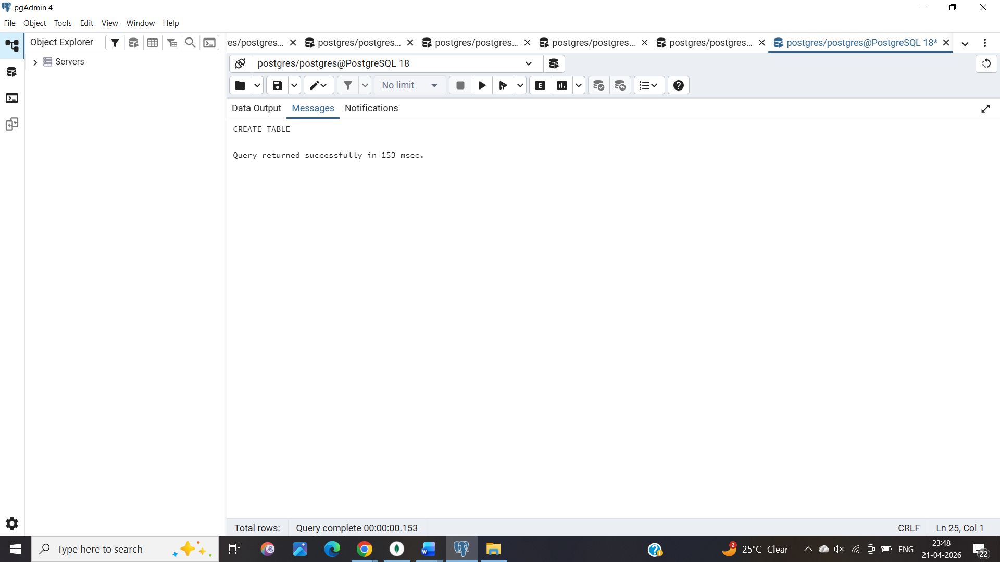 pgAdmin 4
File Object Tools Edit View Window Help
Object Explorer
res/postgres... postgres/postgres... postgres/postgres... postgres/postgres... postgres/postgres... postgres/postgres@PostgreSQL 18*
Servers
postgres/postgres@PostgreSQL 18
No limit
E
Data Output Messages Notifications
CREATE TABLE
Query returned successfully in 153 msec.
Total rows: Query complete 00:00:00.153 CRLF Ln 25, Col 1
Type here to search
W
2
25°C Clear
ENG
23:48
21-04-2026
22